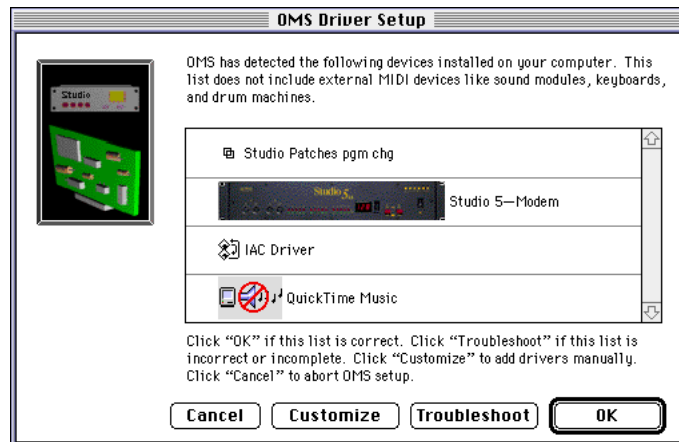 OMS Driver Setup
OMS has detected the following devices installed on your computer. This
list does not include external MIDI devices like sound modules, keyboards,
and drum machines.
Studio
Studio Patches pgm chg
Studio 5
Studio 5—Modem
IAC Driver
QuickTime Music
Click “OK” if this list is correct. Click “Troubleshoot” if this list is
incorrect or incomplete. Click “Customize” to add drivers manually.
Click “Cancel” to abort OMS setup.
Cancel
Customize
Troubleshoot
OK